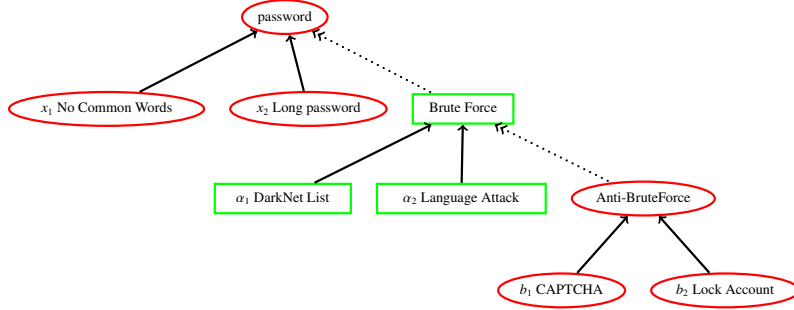 password
x₁ No Common Words
x₂ Long password
Brute Force
α₁ DarkNet List
α₂ Language Attack
Anti-BruteForce
b₁ CAPTCHA
b₂ Lock Account